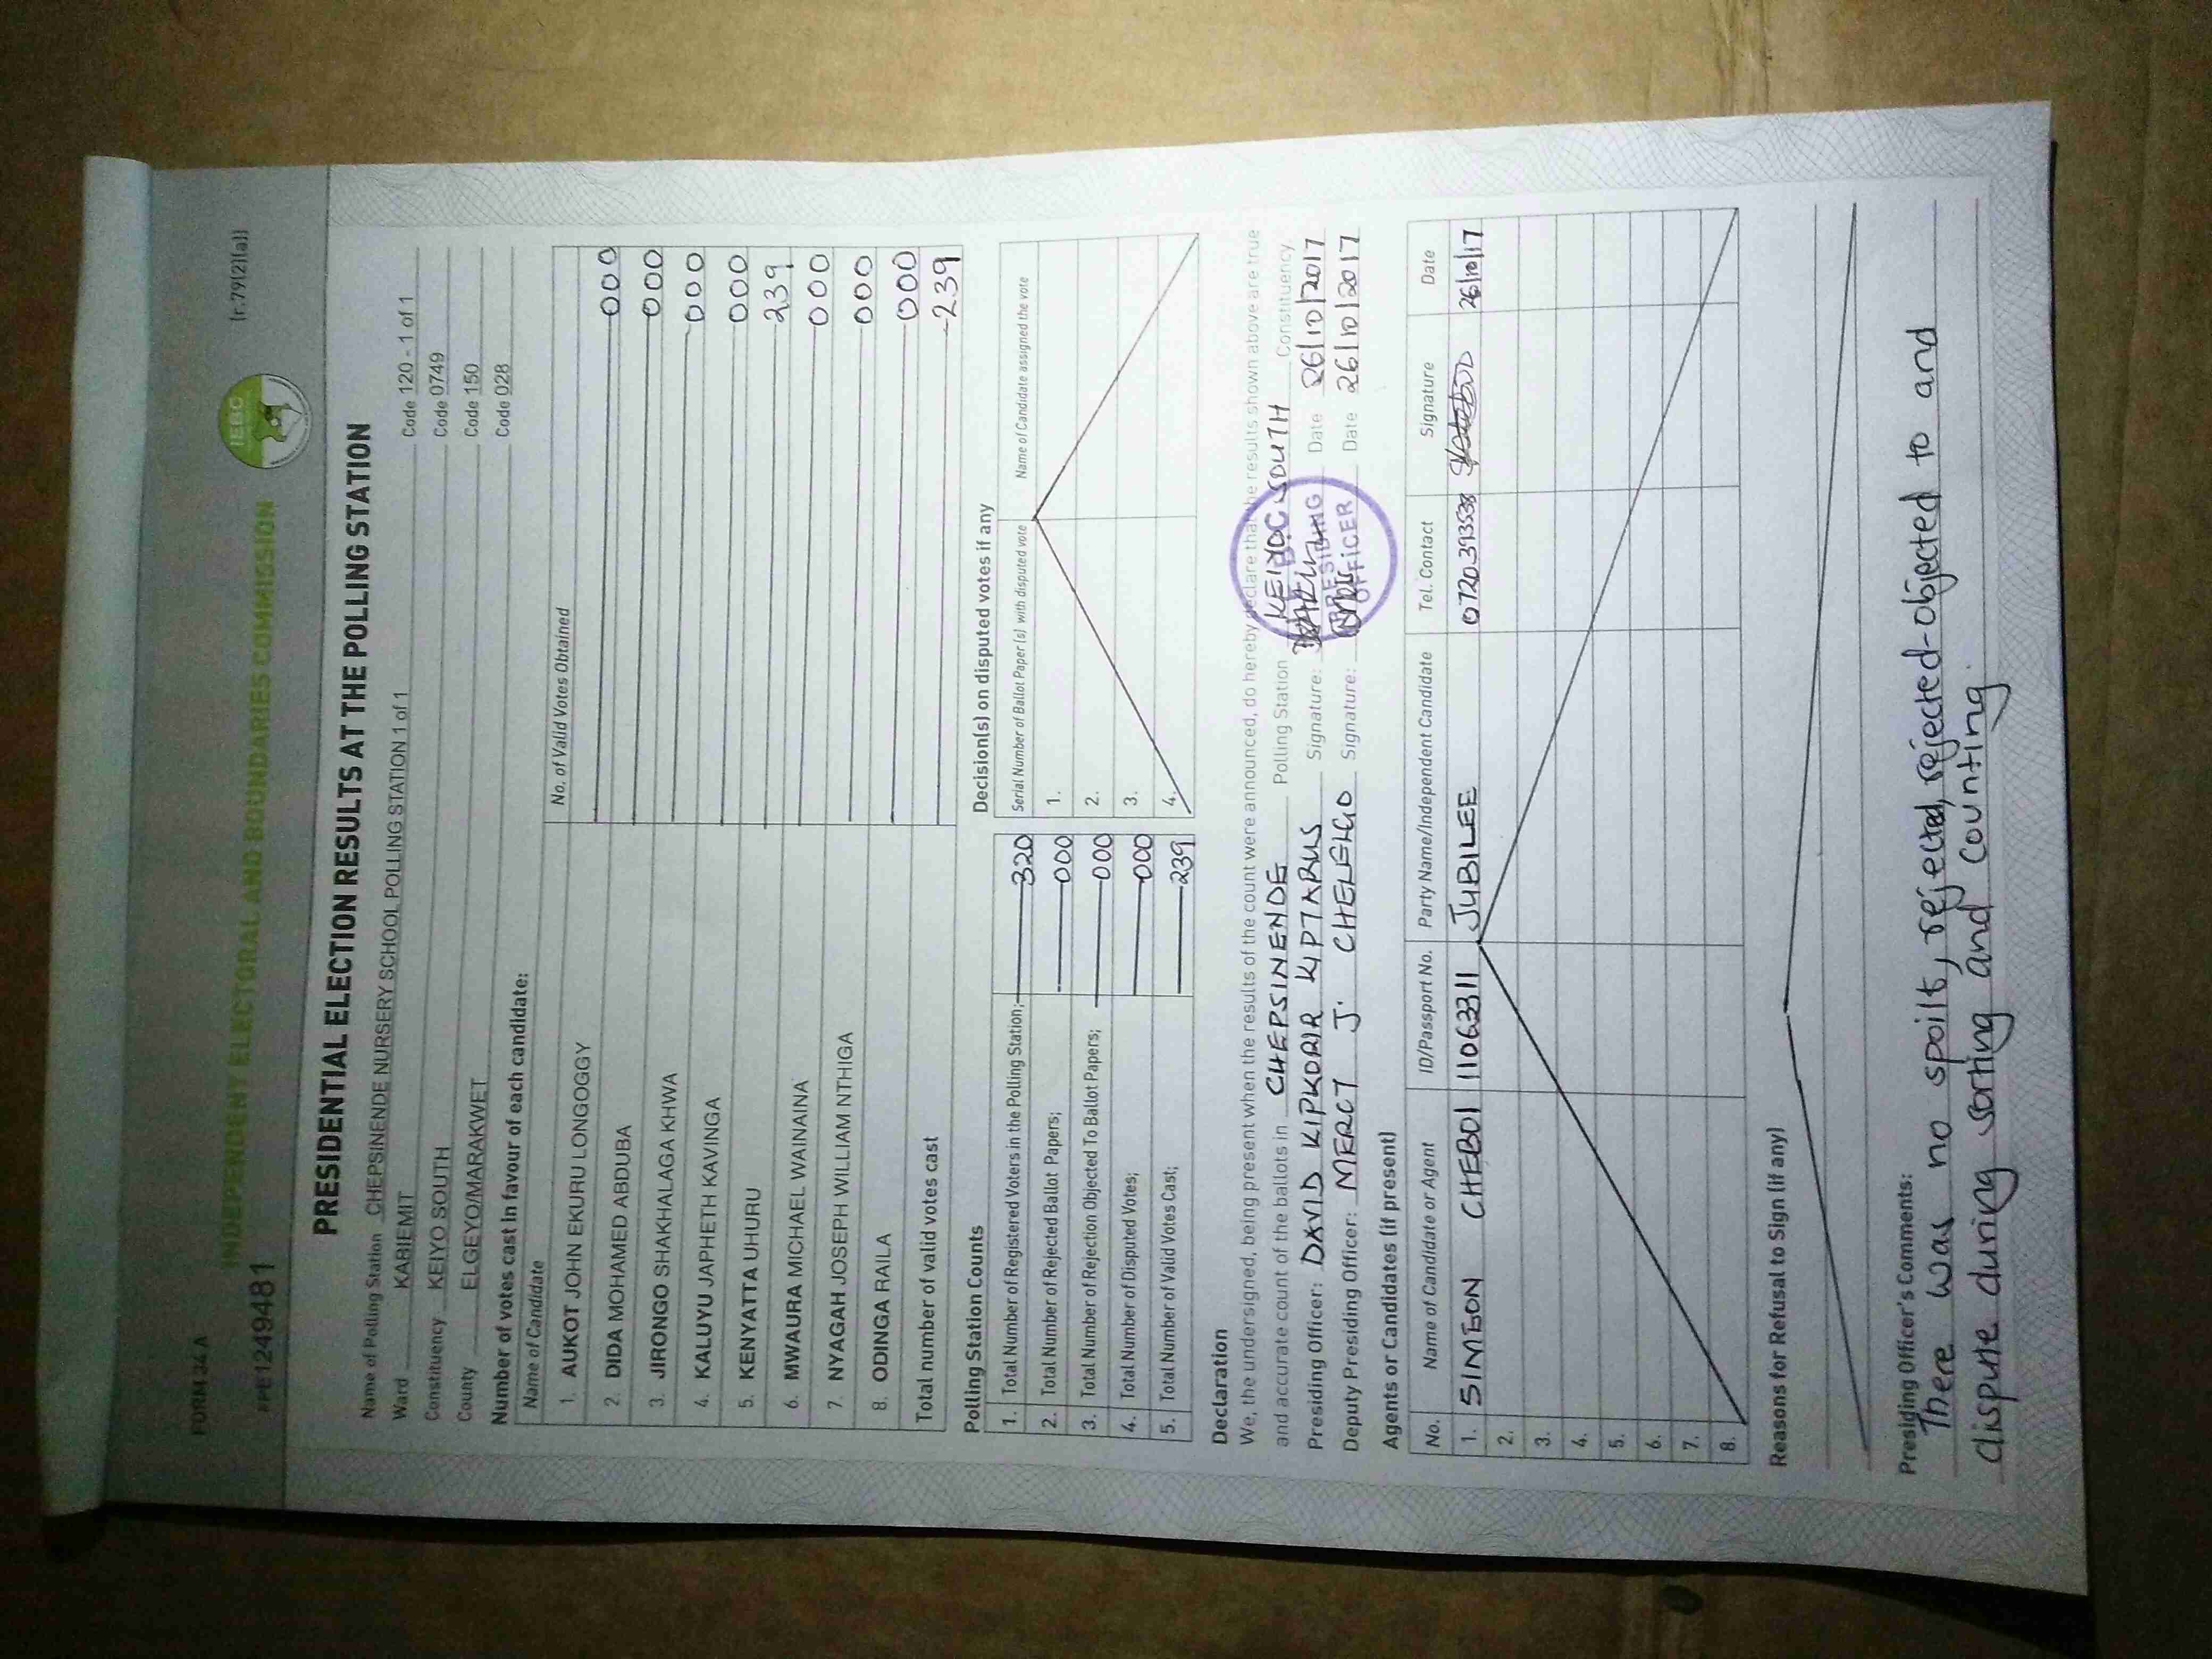 FORM 34 A
(r.79(2)(a))
PPE1249481
INDEPENDENT ELECTORAL AND BOUNDARIES COMMISSION
IEBC
PRESIDENTIAL ELECTION RESULTS AT THE POLLING STATION
Name of Polling Station CHEPSINENDE NURSERY SCHOOL POLLING STATION 1 of 1 Code 120 - 1 of 1
Ward KABIEMIT Code 0749
Constituency KEIYO SOUTH Code 150
County ELGEYO/MARAKWET Code 028
Number of votes cast in favour of each candidate:
Name of Candidate No. of Valid Votes Obtained
1. AUKOT JOHN EKURU LONGOGGY 000
2. DIDA MOHAMED ABDUBA 000
3. JIRONGO SHAKHALAGA KHWA 000
4. KALUYU JAPHETH KAVINGA 000
5. KENYATTA UHURU 239
6. MWAURA MICHAEL WAINAINA 000
7. NYAGAH JOSEPH WILLIAM NTHIGA 000
8. ODINGA RAILA 000
Total number of valid votes cast 239
Polling Station Counts
1. Total Number of Registered Voters in the Polling Station; 320
2. Total Number of Rejected Ballot Papers; 000
3. Total Number of Rejection Objected To Ballot Papers; 000
4. Total Number of Disputed Votes; 000
5. Total Number of Valid Votes Cast; 239
Decision(s) on disputed votes if any
Serial Number of Ballot Paper (s) with disputed vote Name of Candidate assigned the vote
1.
2.
3.
4.
Declaration
We, the undersigned, being present when the results of the count were announced, do hereby declare that the results shown above are true
and accurate count of the ballots in CHEPSINENDE Polling Station KEIYO SOUTH Constituency
Presiding Officer: DAVID KIPKORIR KIPTARUS Signature: Date 26/10/2017
Deputy Presiding Officer: MERCY J. CHELELGO Signature: Date 26/10/2017
PRESIDING
OFFICER
Agents or Candidates (if present)
No. Name of Candidate or Agent ID/Passport No. Party Name/Independent Candidate Tel. Contact Signature Date
1. SIMEON CHEBOI 11063311 JUBILEE 0720393538 26/10/17
2.
3.
4.
5.
6.
7.
8.
Reasons for Refusal to Sign (if any)
Presiding Officer's Comments:
There was no spoilt, rejected, rejected-objected to and
dispute during sorting and counting.